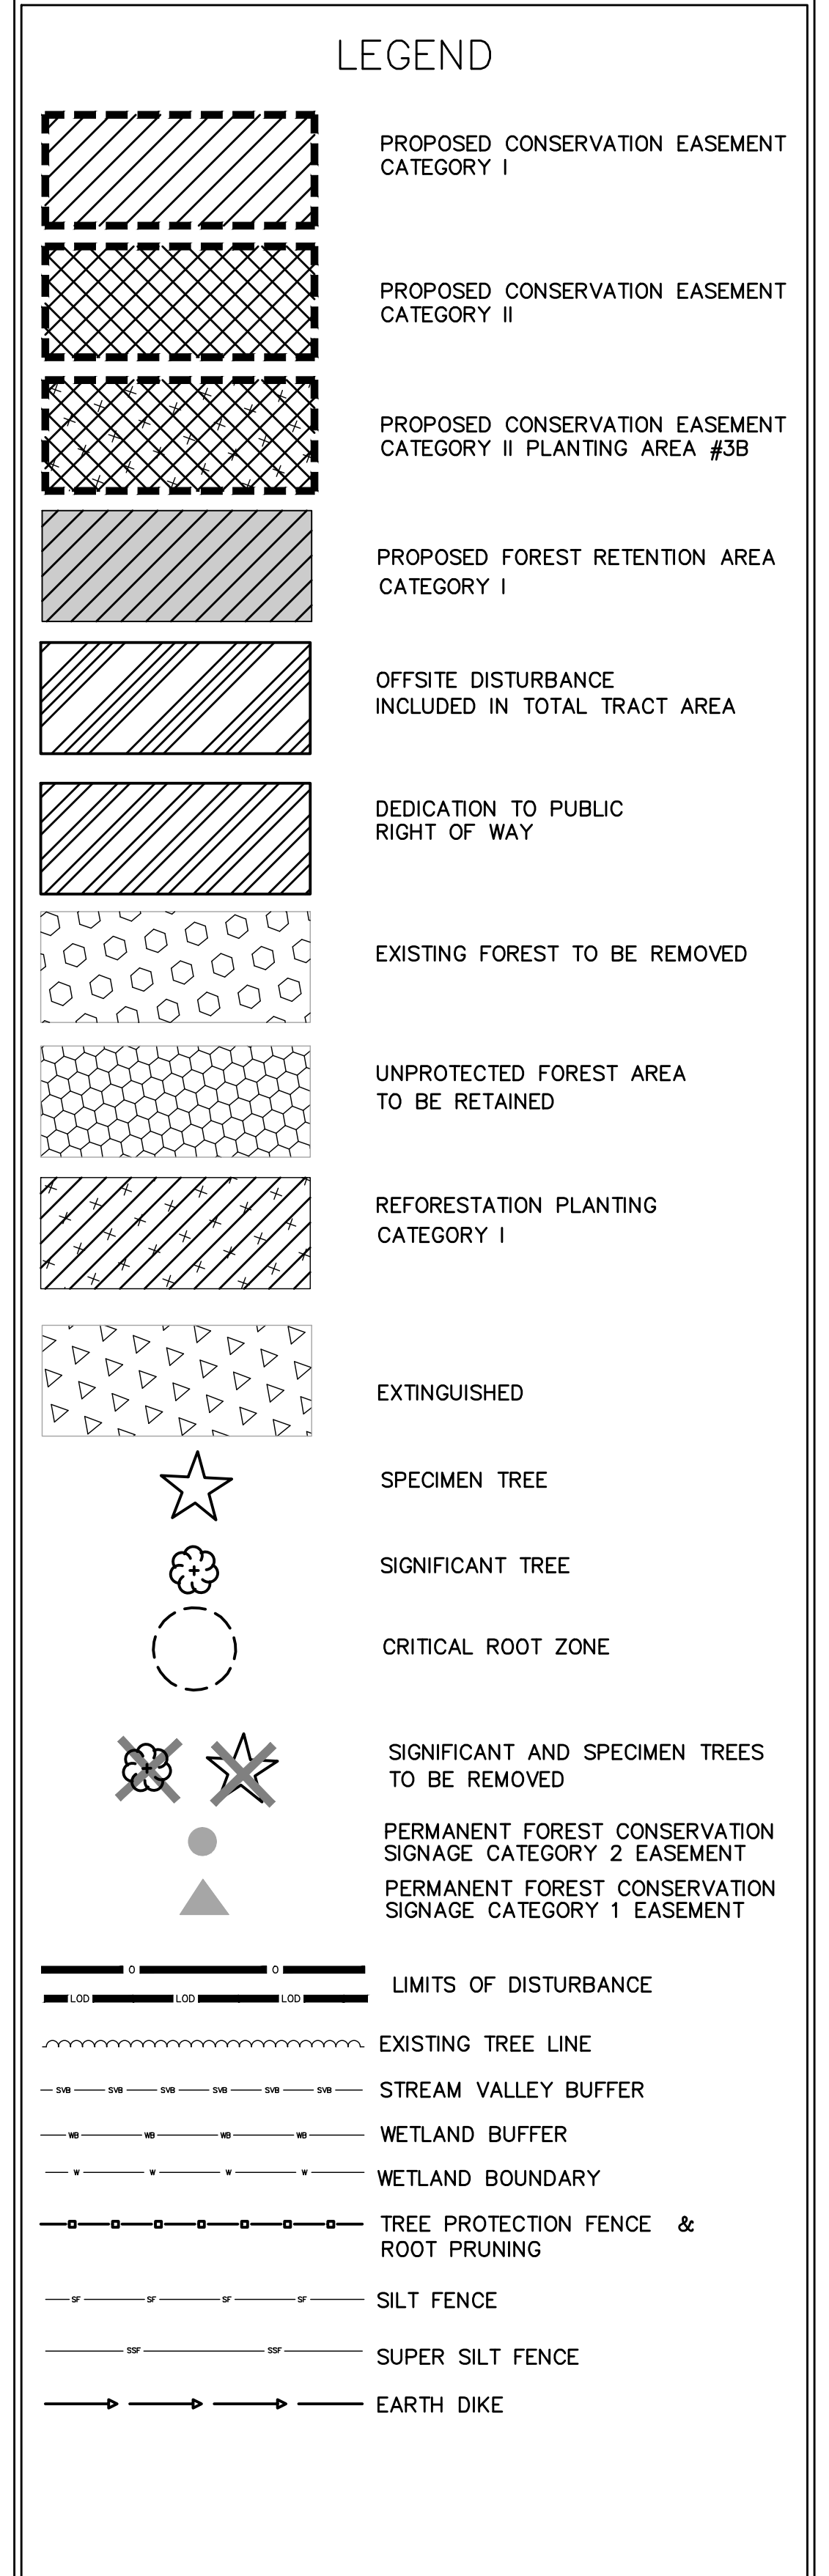 LEGEND
PROPOSED CONSERVATION EASEMENT
CATEGORY I
PROPOSED CONSERVATION EASEMENT
CATEGORY II
PROPOSED CONSERVATION EASEMENT
CATEGORY II PLANTING AREA #3B
PROPOSED FOREST RETENTION AREA
CATEGORY I
OFFSITE DISTURBANCE
INCLUDED IN TOTAL TRACT AREA
DEDICATION TO PUBLIC
RIGHT OF WAY
EXISTING FOREST TO BE REMOVED
UNPROTECTED FOREST AREA
TO BE RETAINED
REFORESTATION PLANTING
CATEGORY I
EXTINGUISHED
SPECIMEN TREE
SIGNIFICANT TREE
CRITICAL ROOT ZONE
SIGNIFICANT AND SPECIMEN TREES
TO BE REMOVED
PERMANENT FOREST CONSERVATION
SIGNAGE CATEGORY 2 EASEMENT
PERMANENT FOREST CONSERVATION
SIGNAGE CATEGORY 1 EASEMENT
O O
LIMITS OF DISTURBANCE
LOD LOD LOD
EXISTING TREE LINE
SVB SVB SVB SVB SVB SVB STREAM VALLEY BUFFER
WB WB WB WB WETLAND BUFFER
W W W W WETLAND BOUNDARY
TREE PROTECTION FENCE &
ROOT PRUNING
SF SF SF SF SILT FENCE
SSF SSF SUPER SILT FENCE
EARTH DIKE